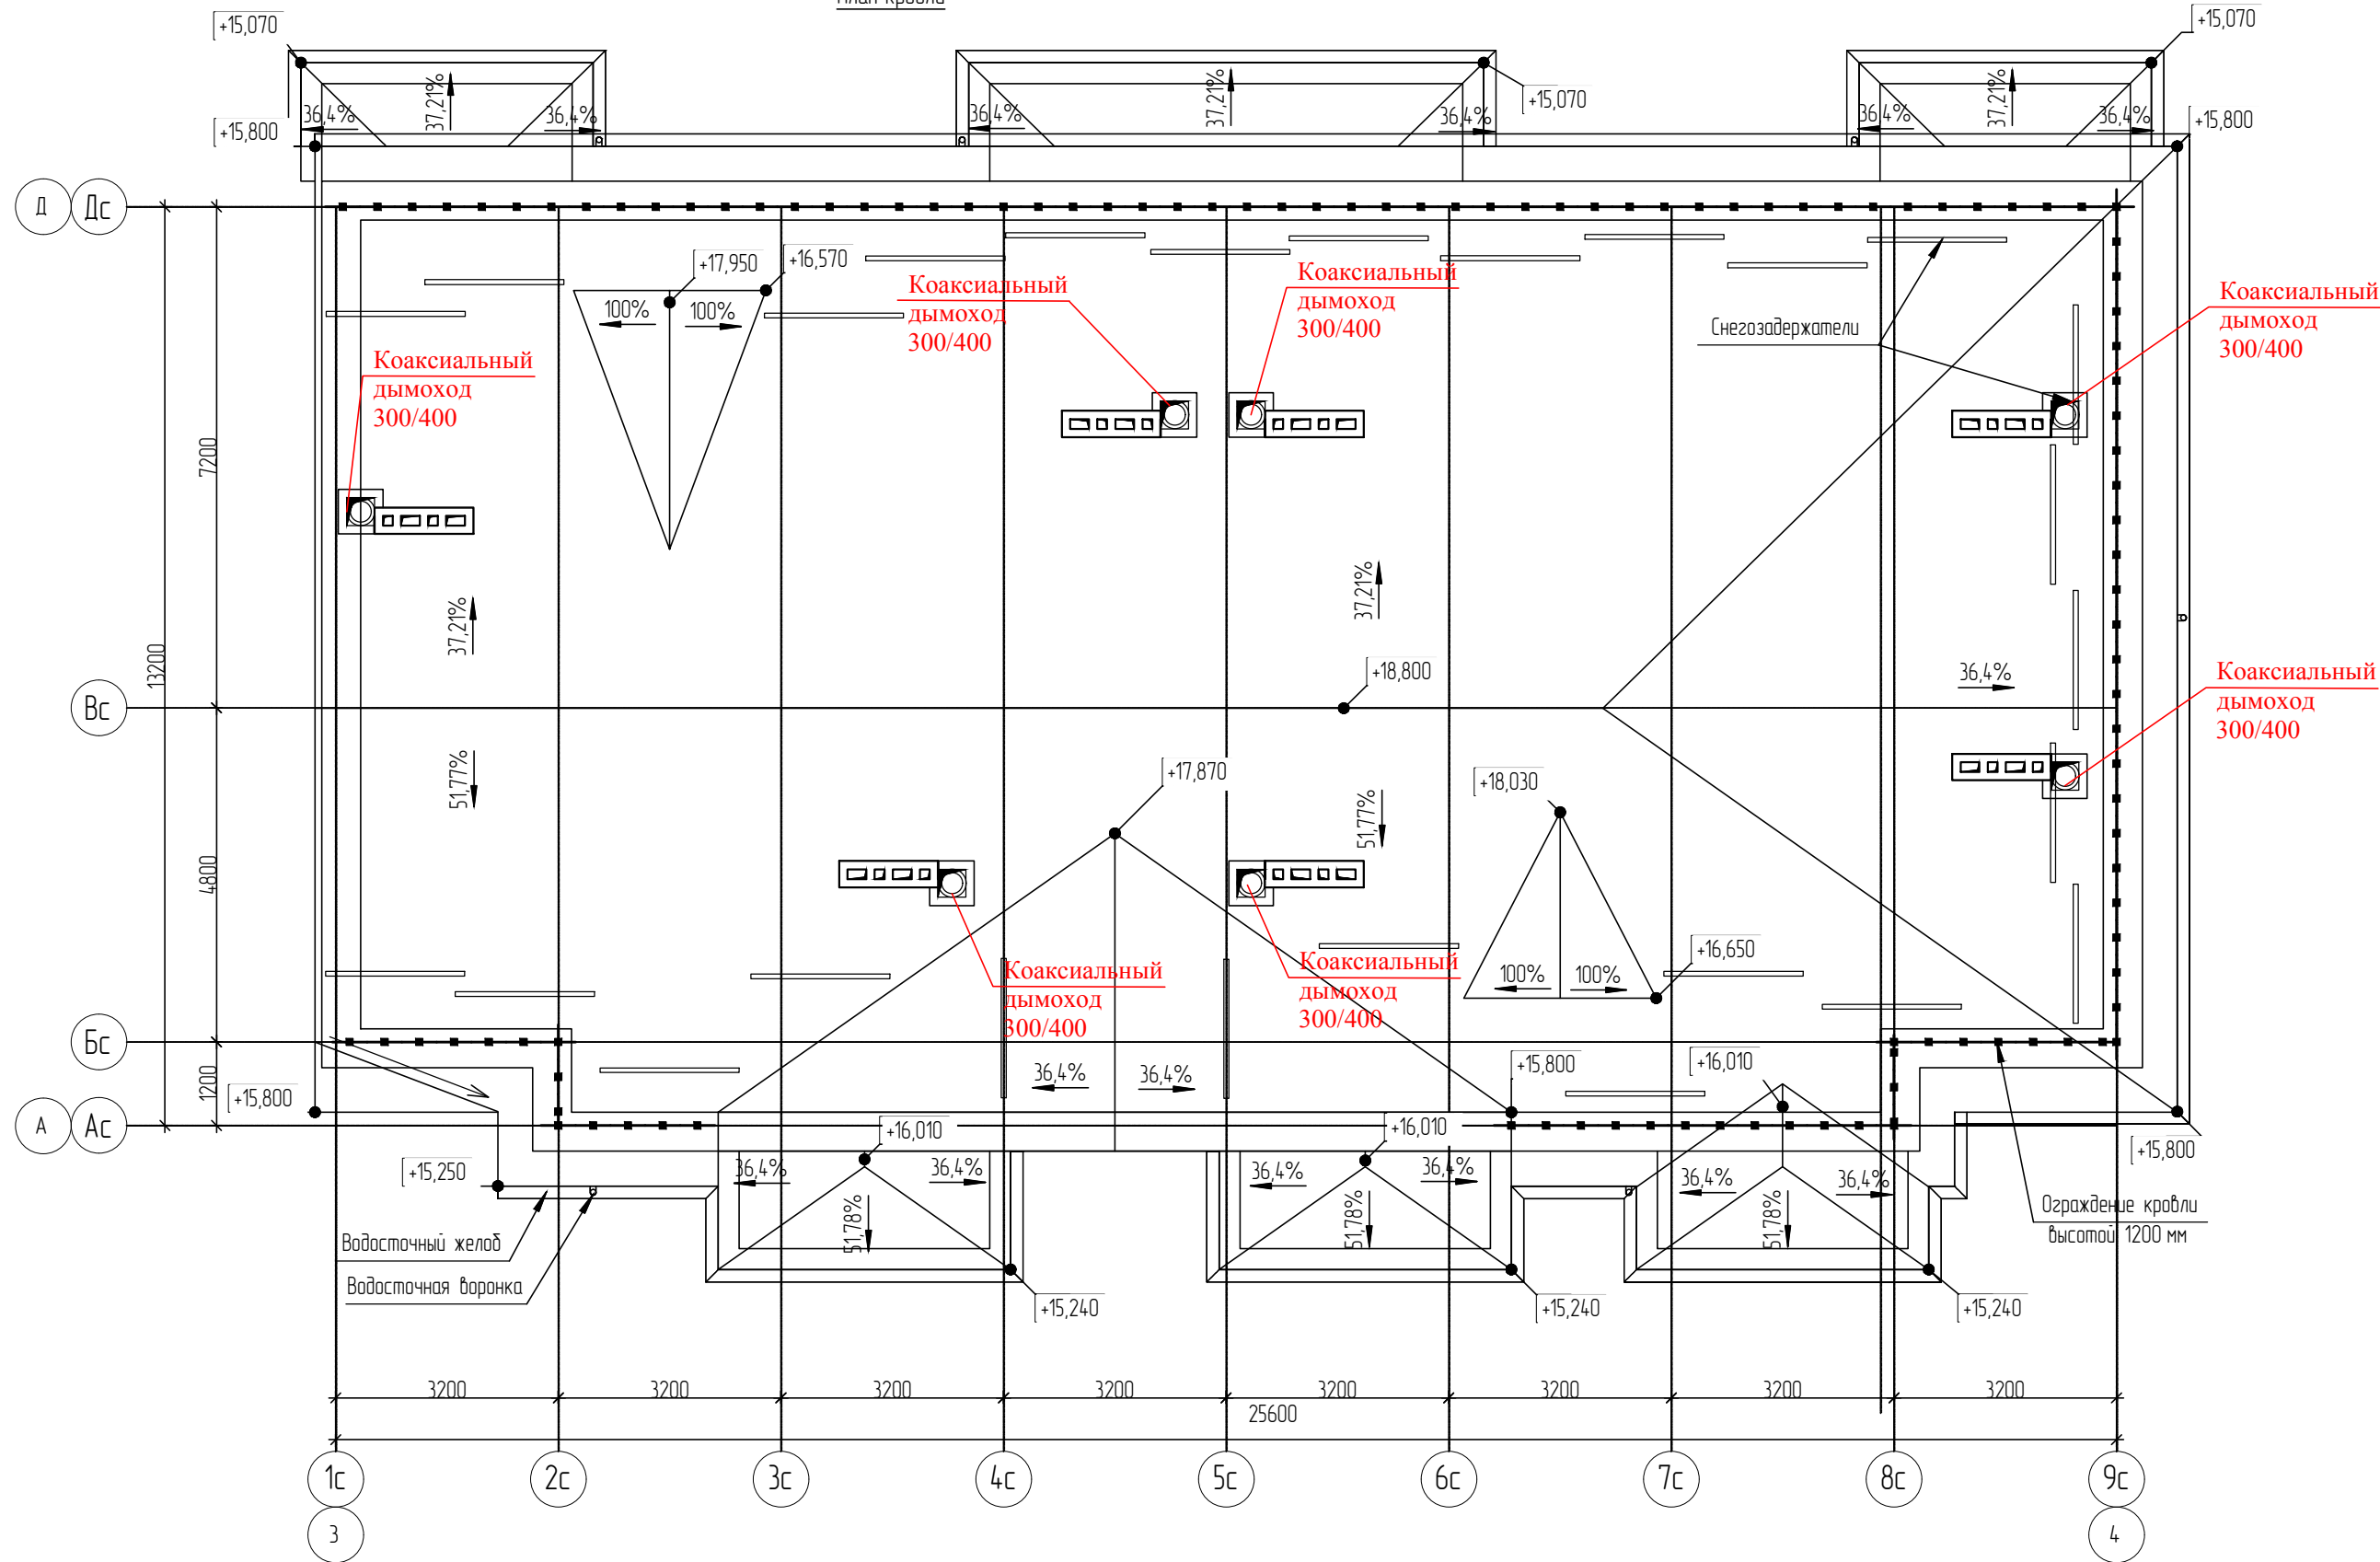 План кровли
+15,070
+15,070
37,21%
36,4%
36,4%
37,21%
36,4%
36,4%
+15,070
37,21%
36,4%
36,4%
+15,800
+15,800
Д
Дс
+17,950
+16,570
100%
100%
Коаксиальный
дымоход
300/400
Коаксиальный
дымоход
300/400
Коаксиальный
дымоход
300/400
Снегозадержатели
Коаксиальный
дымоход
300/400
7200
13200
37,21%
37,21%
+18,800
36,4%
Коаксиальный
дымоход
300/400
Вс
51,77%
+17,870
51,77%
+18,030
4800
Коаксиальный
дымоход
300/400
Коаксиальный
дымоход
300/400
+16,650
100%
100%
Бс
1200
+15,800
36,4%
36,4%
+15,800
+16,010
А
Ас
+16,010
+16,010
+15,800
+15,250
36,4%
36,4%
36,4%
36,4%
36,4%
36,4%
51,78%
51,78%
51,78%
Ограждение кровли
высотой 1200 мм
Водосточный желоб
Водосточная воронка
+15,240
+15,240
+15,240
3200
3200
3200
3200
3200
3200
3200
3200
25600
1с
2с
3с
4с
5с
6с
7с
8с
9с
3
4